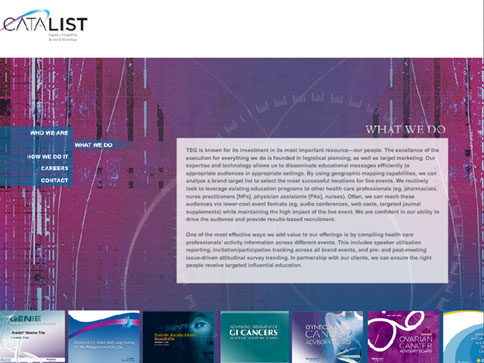 CATALIST
WHAT WE DO
WHO WE ARE
WHAT WE DO
HOW WE DO IT
CAREERS
CONTACT
TSG is known for its investment in its most important resource—our people. The excellence of the
execution for everything we do is founded in logistical planning, as well as target marketing. Our
expertise and technology allows us to disseminate educational messages efficiently to
appropriate audiences in appropriate settings. By using geographic mapping capabilities, we can
analyze a brand target list to select the most successful locations for live events. We routinely
look to leverage existing education programs to other health care professionals (eg, pharmacists,
nurse practitioners [NPs], physician assistants [PAs], nurses). Often, we can reach these
audiences via lower-cost event formats (eg, audio conferences, web casts, targeted journal
supplements) while maintaining the high impact of the live event. We are confident in our ability to
drive the audience and provide results-based recruitment.
One of the most effective ways we add value to our offerings is by compiling health care
professionals' activity information across different events. This includes speaker utilization
reporting, invitation/participation tracking across all brand events, and pre- and post-meeting
issue-driven attitudinal survey trending. In partnership with our clients, we can ensure the right
people receive targeted influential education.
GENIE
GI CANCERS
GYNECOLOGIC
CANCERS
ADVISORY BOARD
OVARIAN
CANCER
ADVISORY BOARD